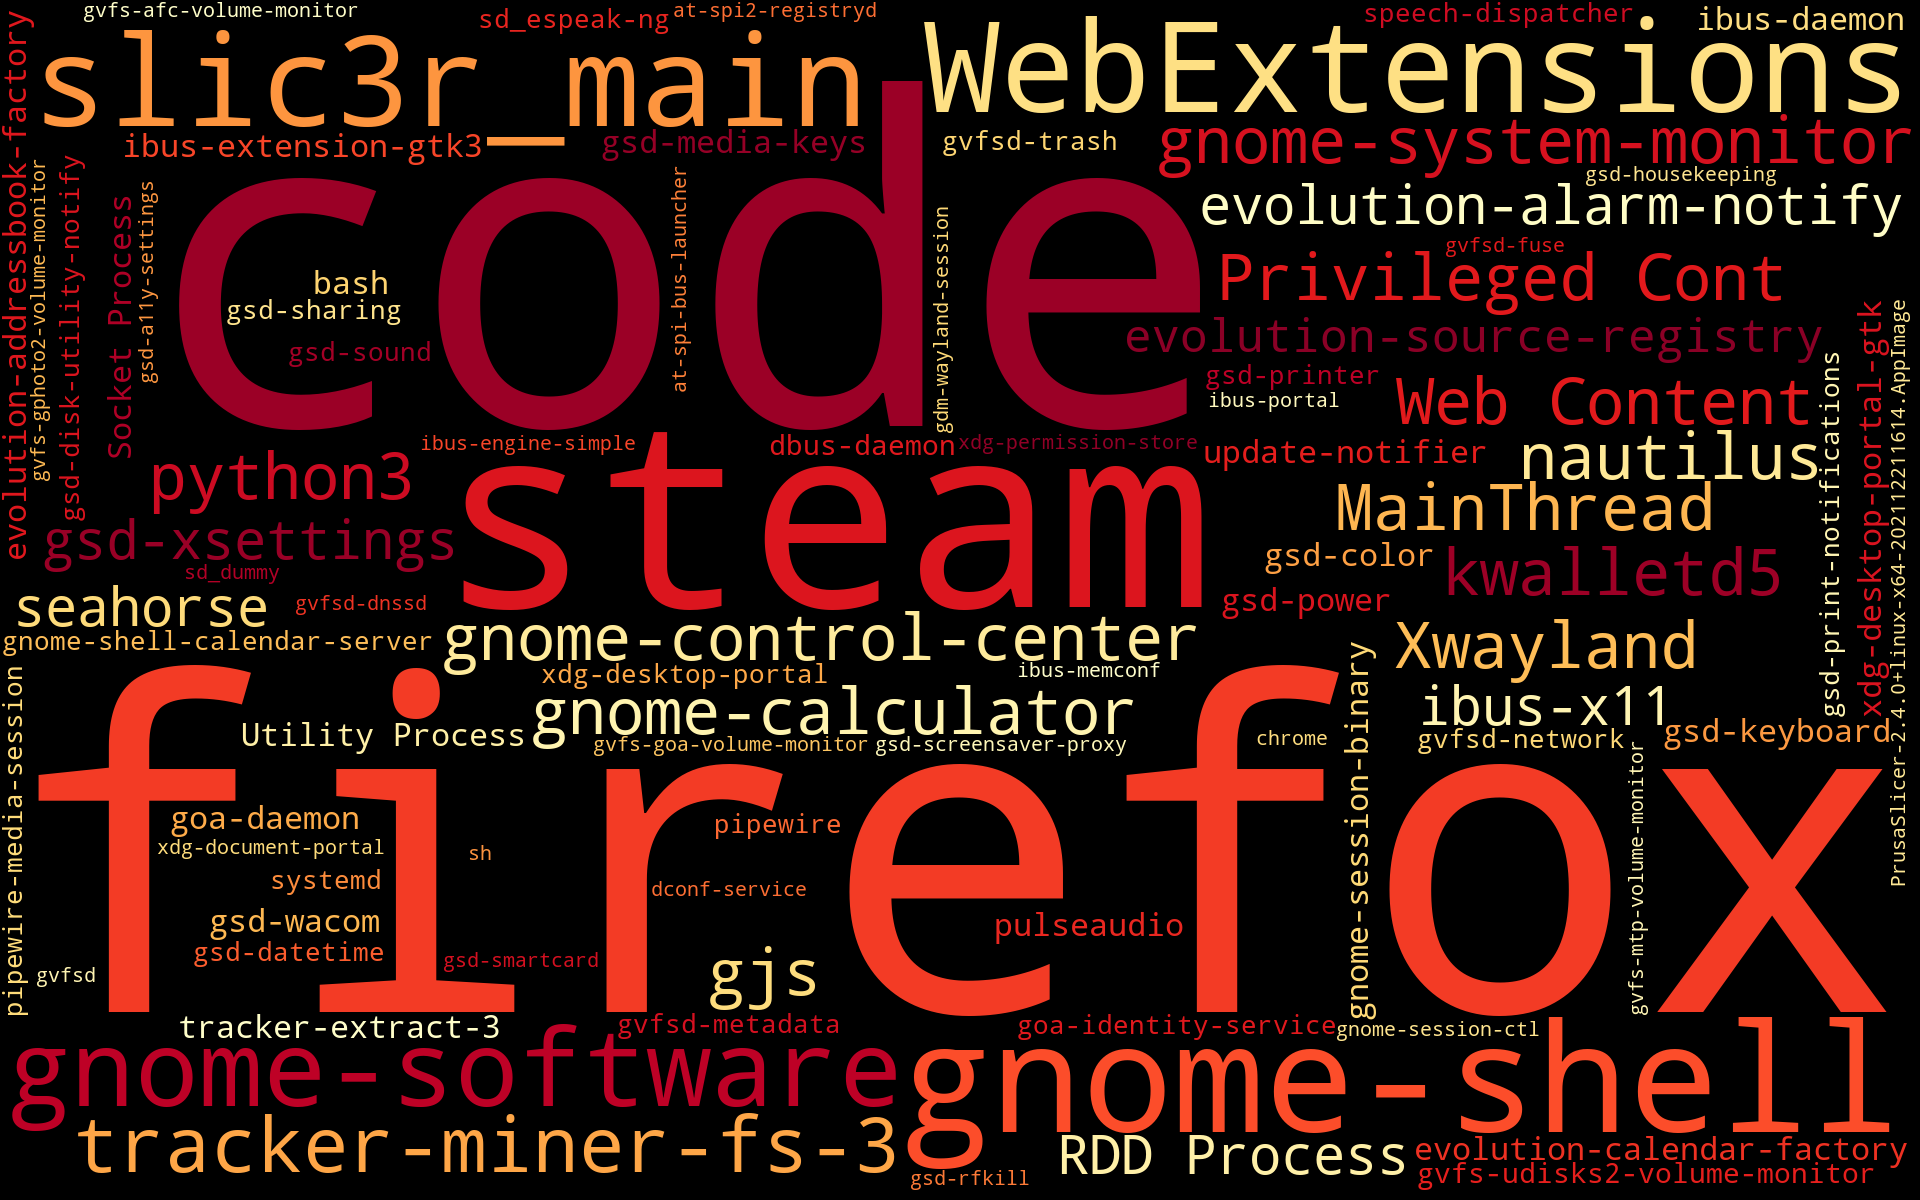 gvfs-afc-volume-monitor
sd_espeak-ng
at-spi2-registryd
speech-dispatcher
ibus-daemon
slic3r_main
WebExtensions
evolution-addressbook-factory
ibus-extension-gtk3
gsd-media-keys
gvfsd-trash
gnome-system-monitor
gvfs-gphoto2-volume-monitor
gsd-disk-utility-notify
Socket Process
gsd-a11y-settings
code
at-spi-bus-launcher
gdm-wayland-session
gsd-housekeeping
evolution-alarm-notify
gvfsd-fuse
bash
gsd-sharing
gsd-sound
Privileged Cont
evolution-source-registry
gsd-printer
ibus-portal
Web Content
gsd-print-notifications
xdg-desktop-portal-gtk
PrusaSlicer-2.4.0+linux-x64-202112211614.AppImage
ibus-engine-simple
dbus-daemon
xdg-permission-store
update-notifier
nautilus
python3
steam
MainThread
gsd-xsettings
gsd-color
kwalletd5
sd_dummy
seahorse
gvfsd-dnssd
gsd-power
gnome-shell-calendar-server
gnome-control-center
Xwayland
xdg-desktop-portal
ibus-memconf
pipewire-media-session
firefox
gnome-session-binary
ibus-x11
gnome-calculator
Utility Process
gvfs-goa-volume-monitor
gsd-screensaver-proxy
chrome
gvfsd-network
gsd-keyboard
gvfs-mtp-volume-monitor
goa-daemon
pipewire
xdg-document-portal
sh
systemd
dconf-service
gsd-wacom
pulseaudio
gsd-datetime
gsd-smartcard
gvfsd
gjs
tracker-extract-3
gvfsd-metadata
goa-identity-service
gnome-session-ctl
gnome-software
gnome-shell
tracker-miner-fs-3
RDD Process
evolution-calendar-factory
gsd-rfkill
gvfs-udisks2-volume-monitor